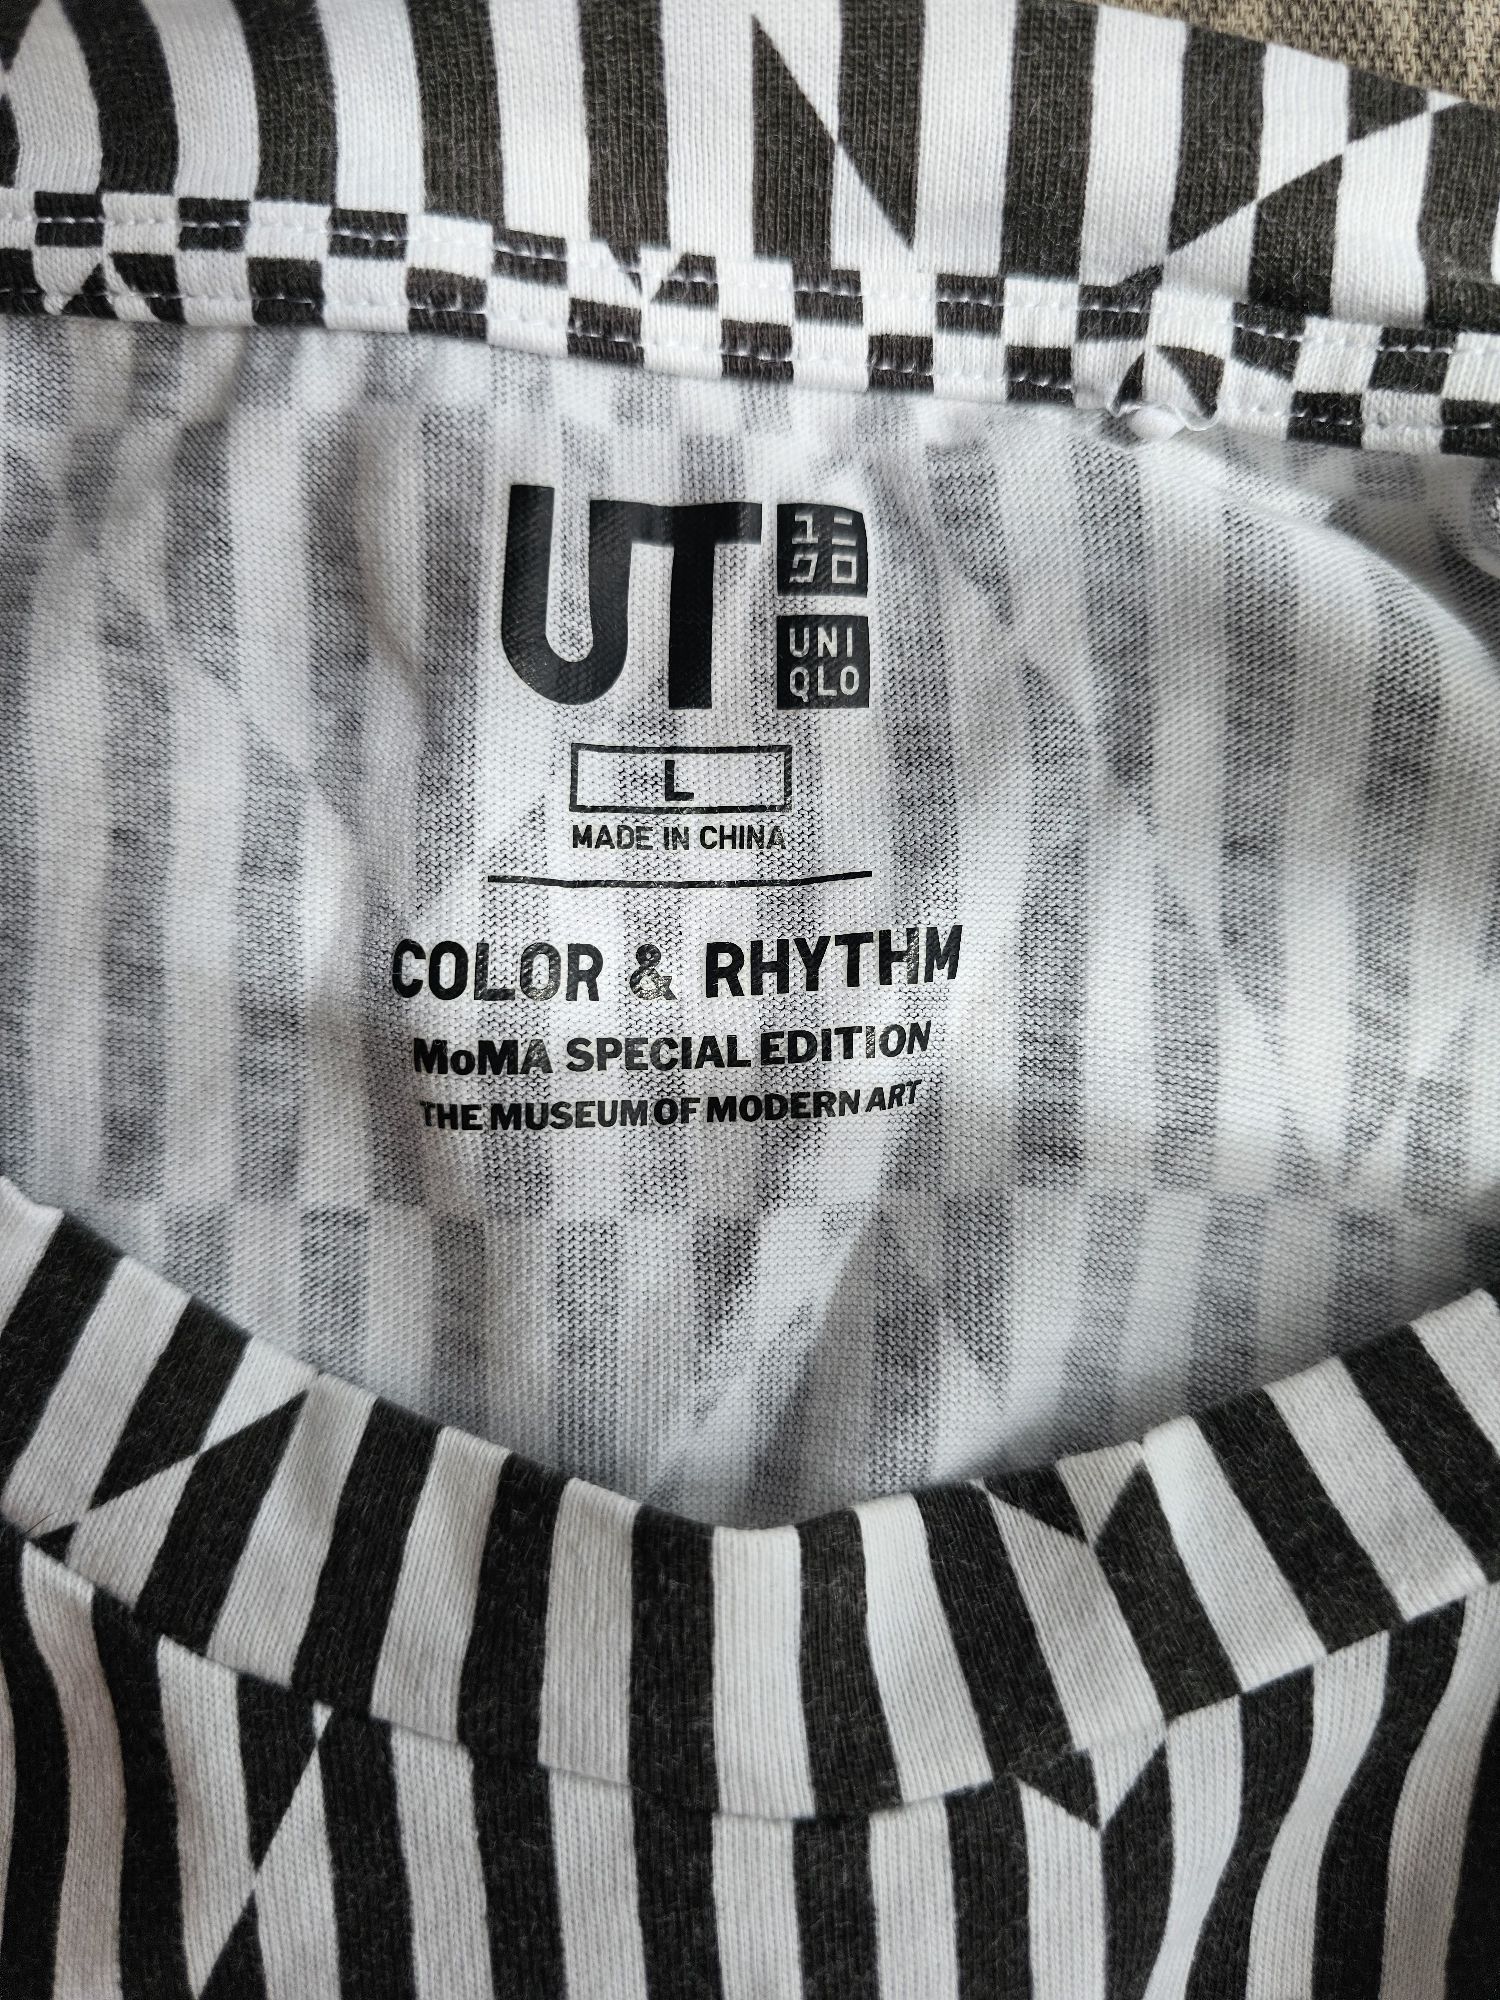 UT
ユニ
クロ
UNI
QLO
L
MADE IN CHINA
COLOR & RHYTHM
MoMA SPECIAL EDITION
THE MUSEUM OF MODERN ART